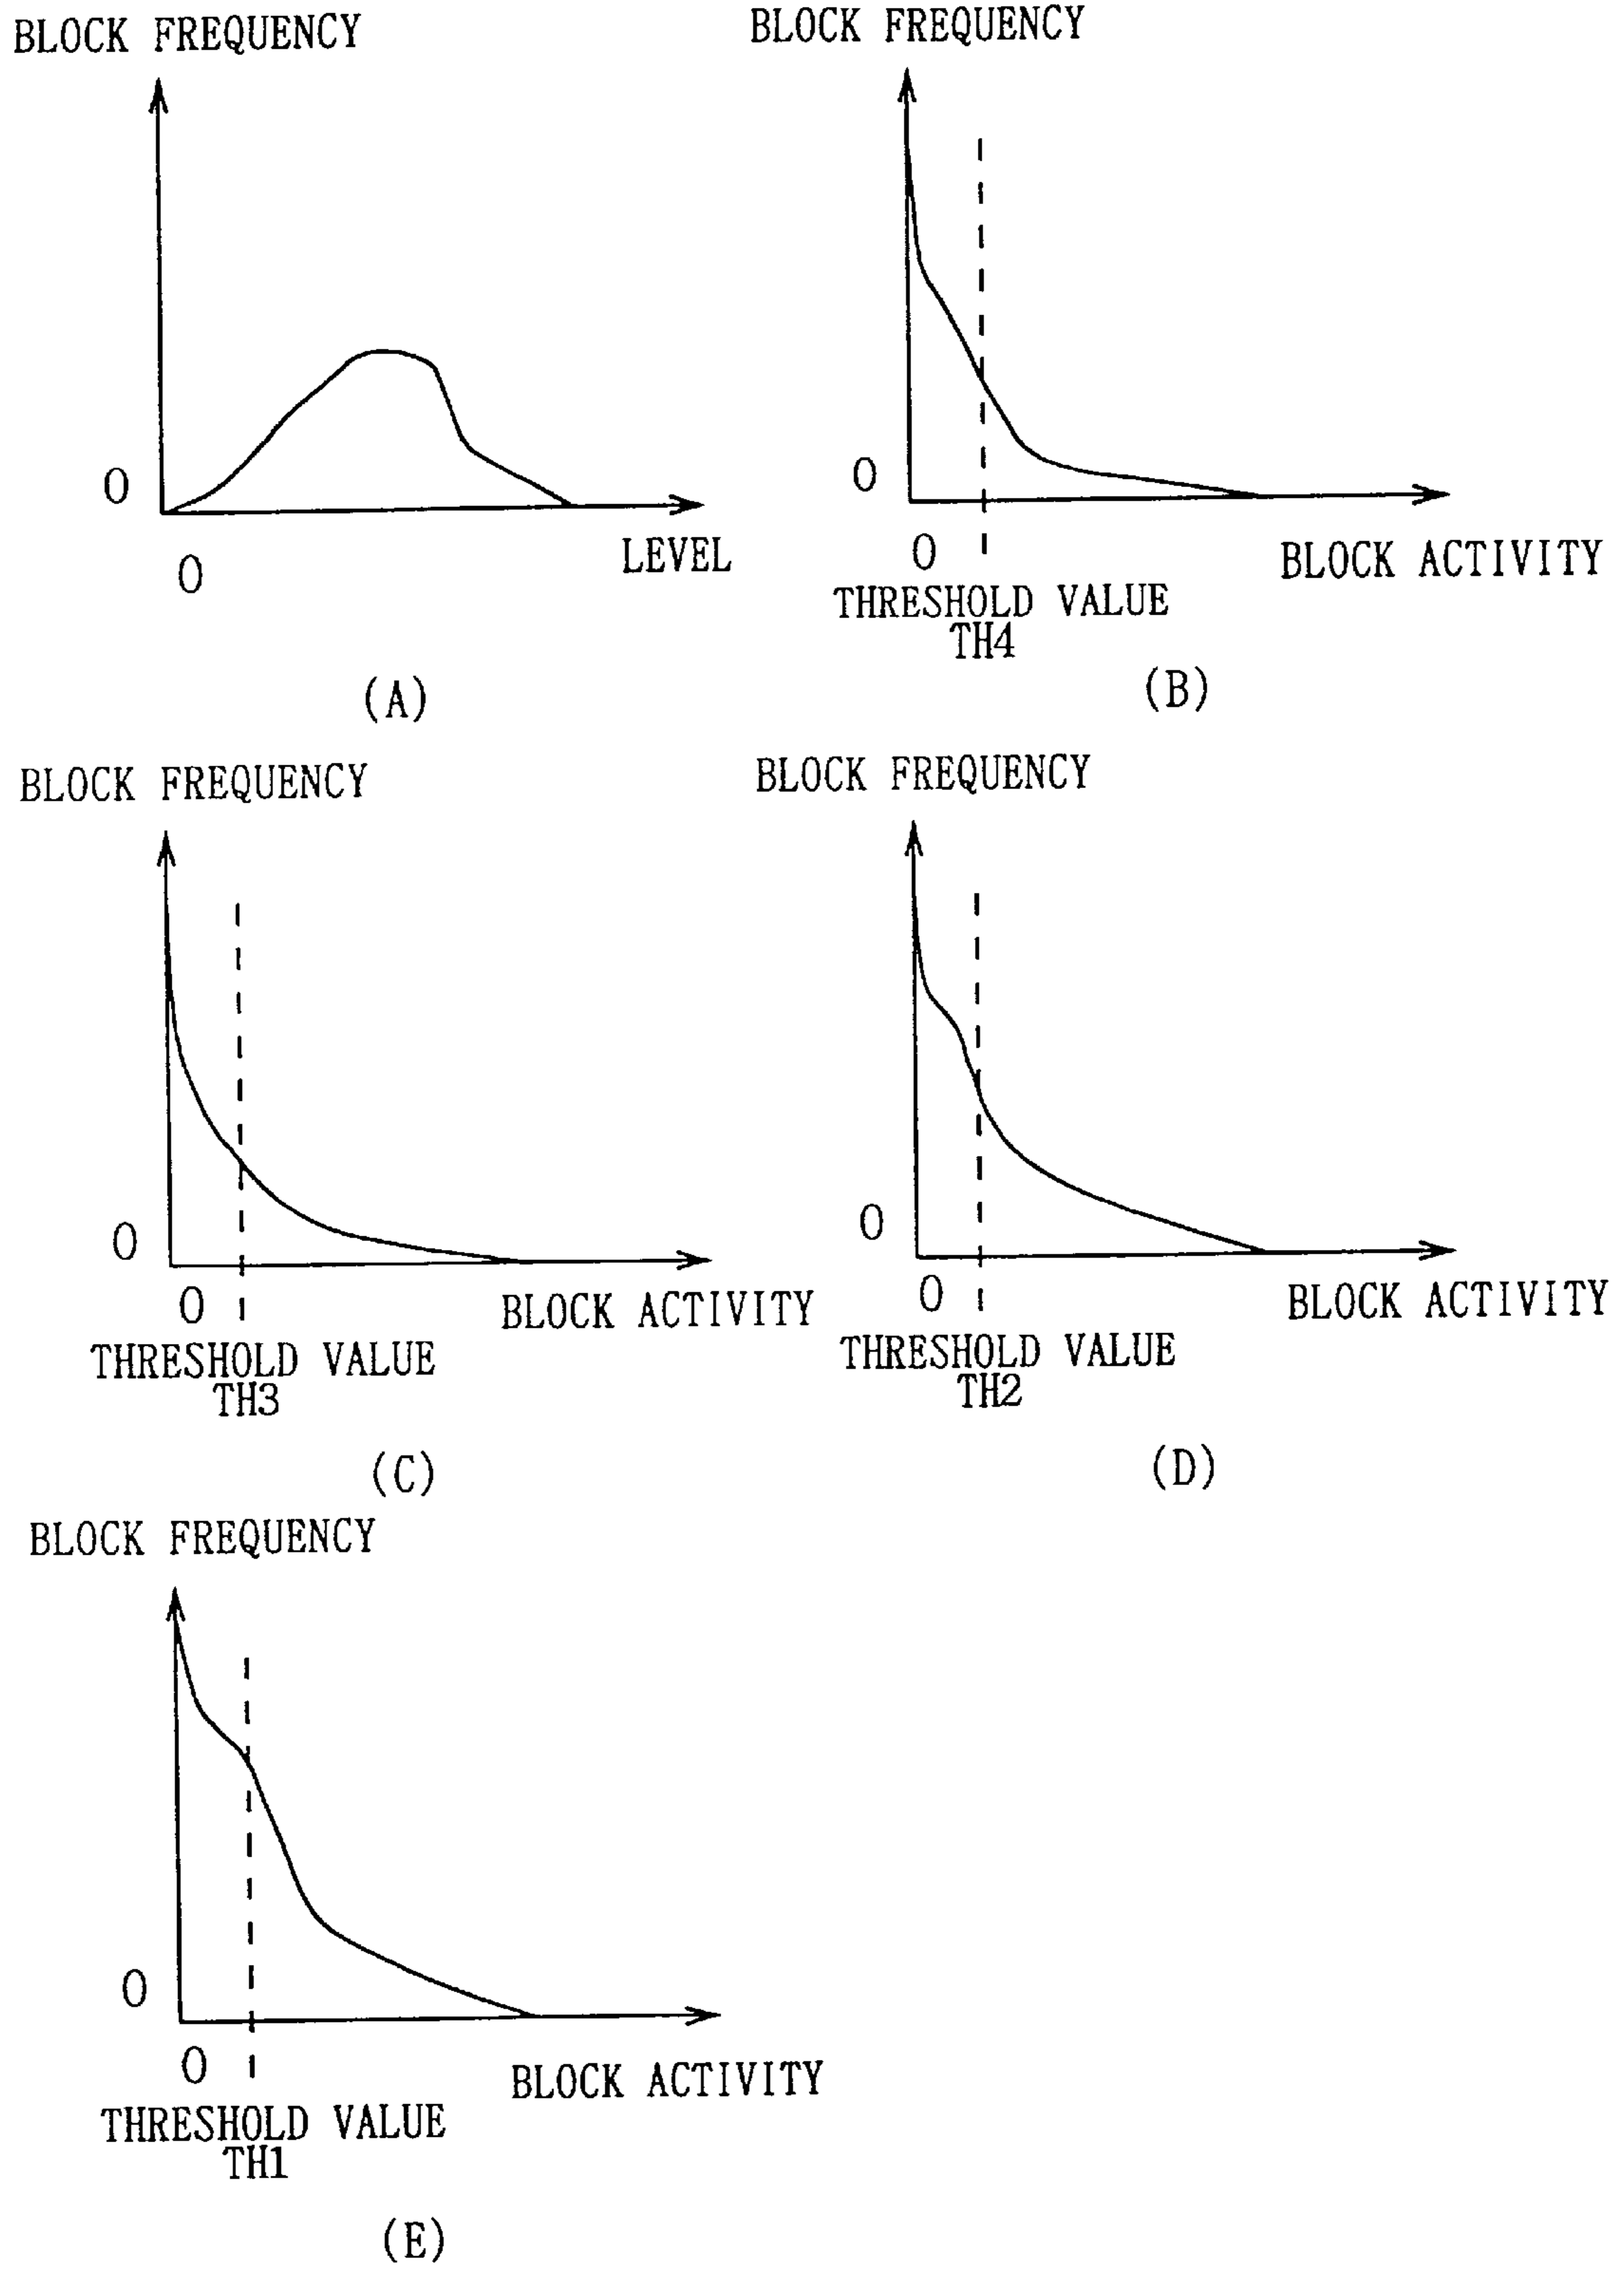 BLOCK FREQUENCY
0
0
LEVEL
(A)
BLOCK FREQUENCY
0
0
BLOCK ACTIVITY
THRESHOLD VALUE
TH4
(B)
BLOCK FREQUENCY
0
0
BLOCK ACTIVITY
THRESHOLD VALUE
TH3
(C)
BLOCK FREQUENCY
0
0
BLOCK ACTIVITY
THRESHOLD VALUE
TH2
(D)
BLOCK FREQUENCY
0
0
BLOCK ACTIVITY
THRESHOLD VALUE
TH1
(E)